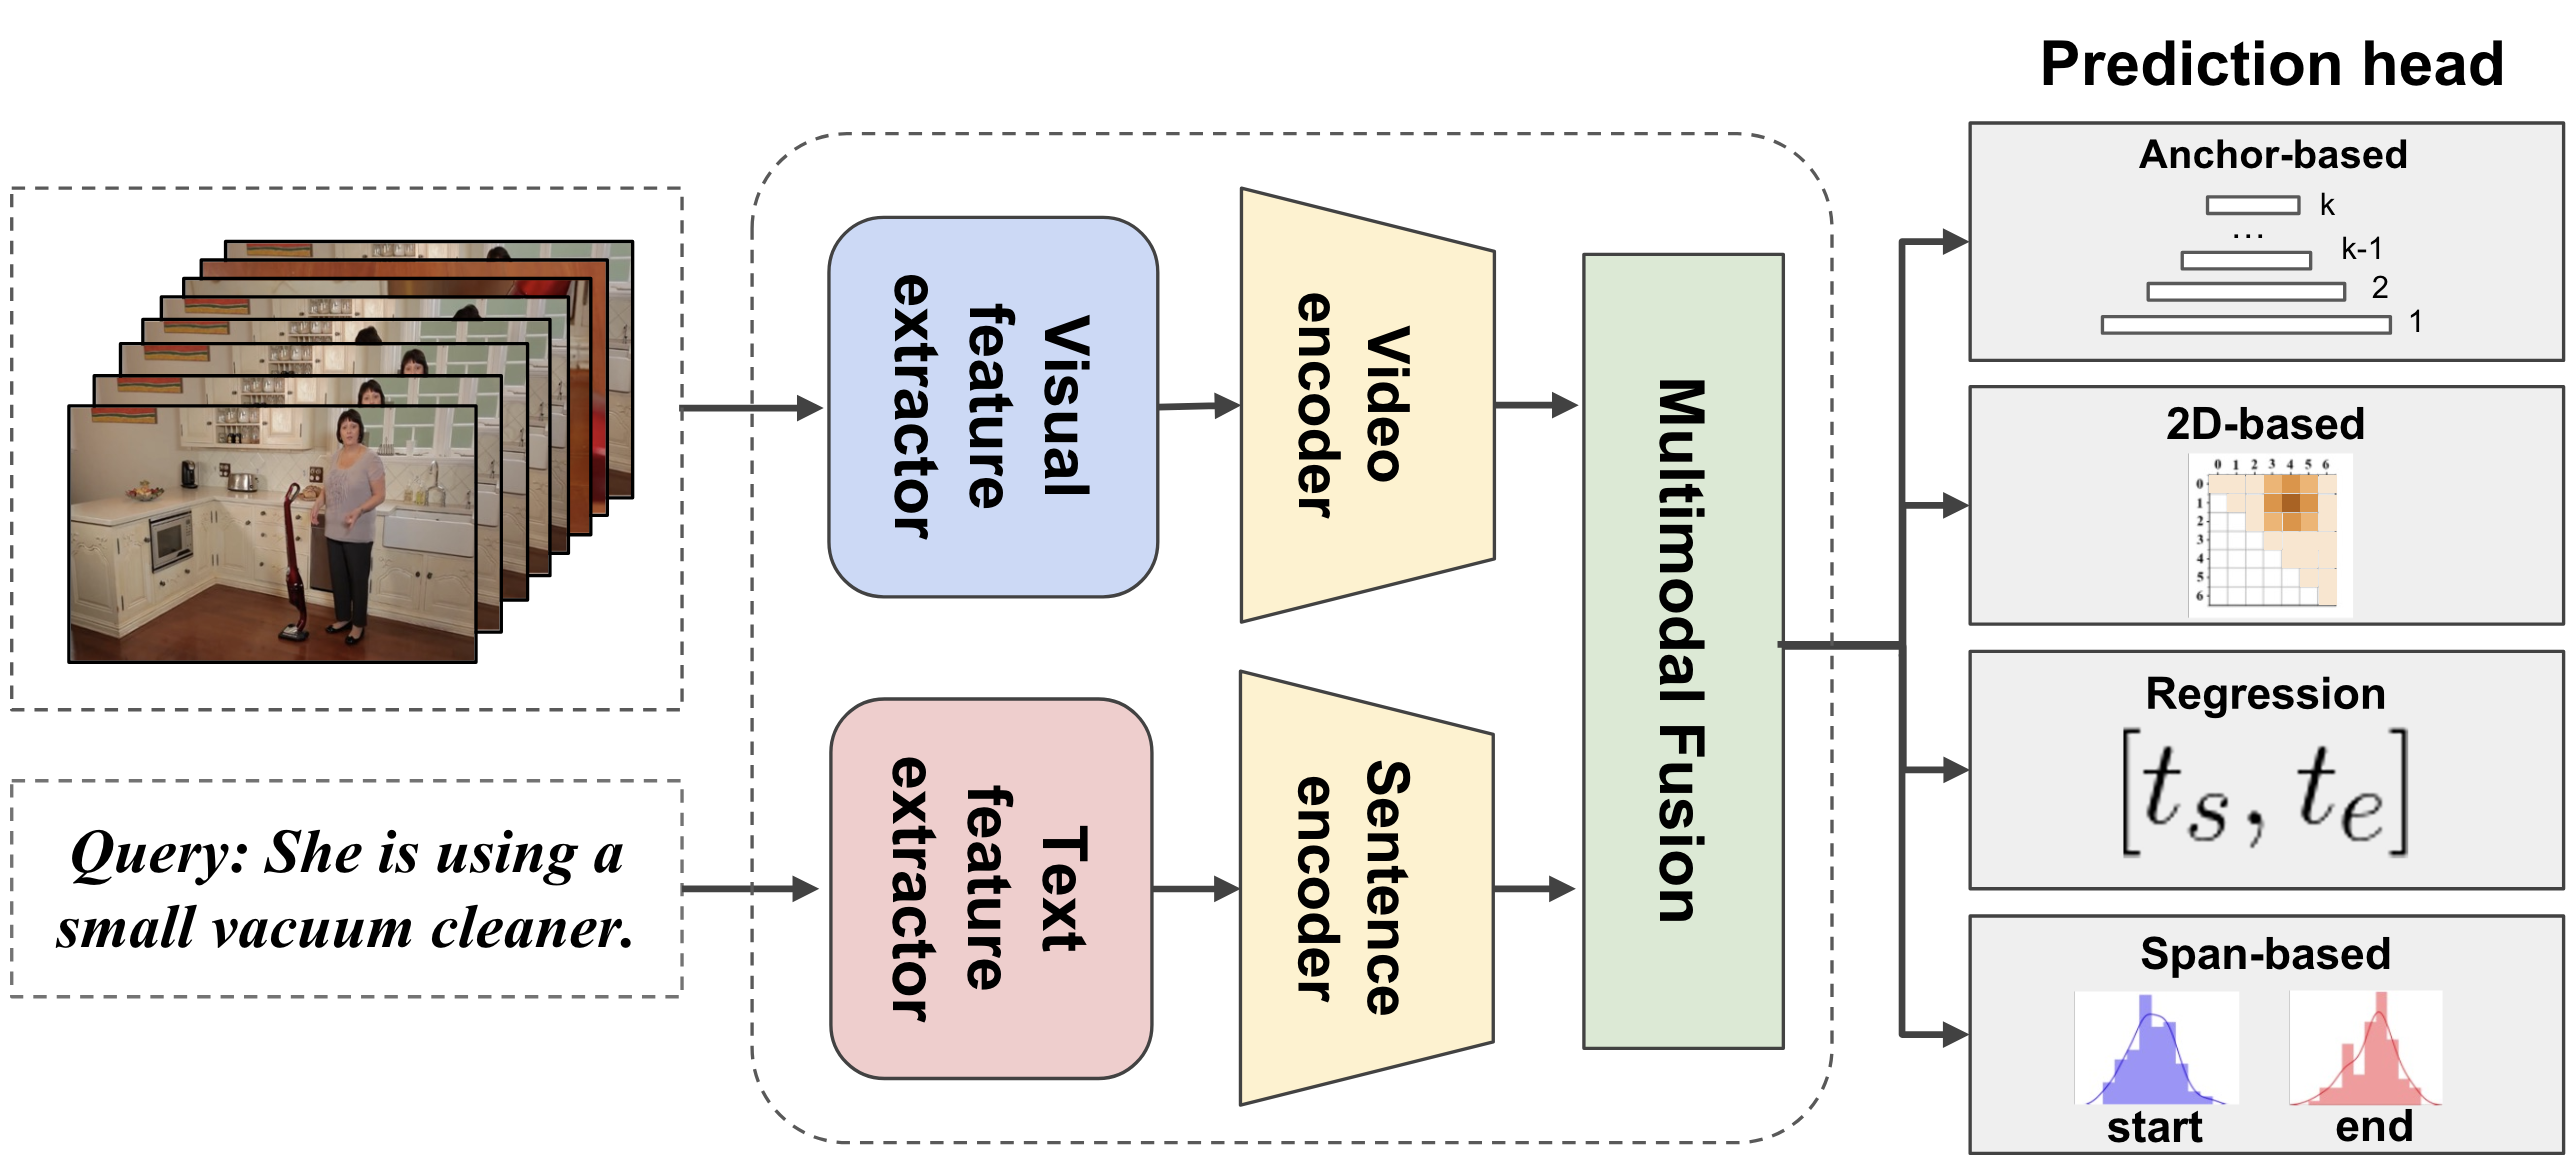 Prediction head
Query: She is using a
small vacuum cleaner.
Visual
feature
extractor
Video
encoder
Text
feature
extractor
Sentence
encoder
Multimodal Fusion
Anchor-based
k
...
k-1
2
1
2D-based
0 1 2 3 4 5 6
0
1
2
3
4
5
6
Regression
[t_s, t_e]
Span-based
start end